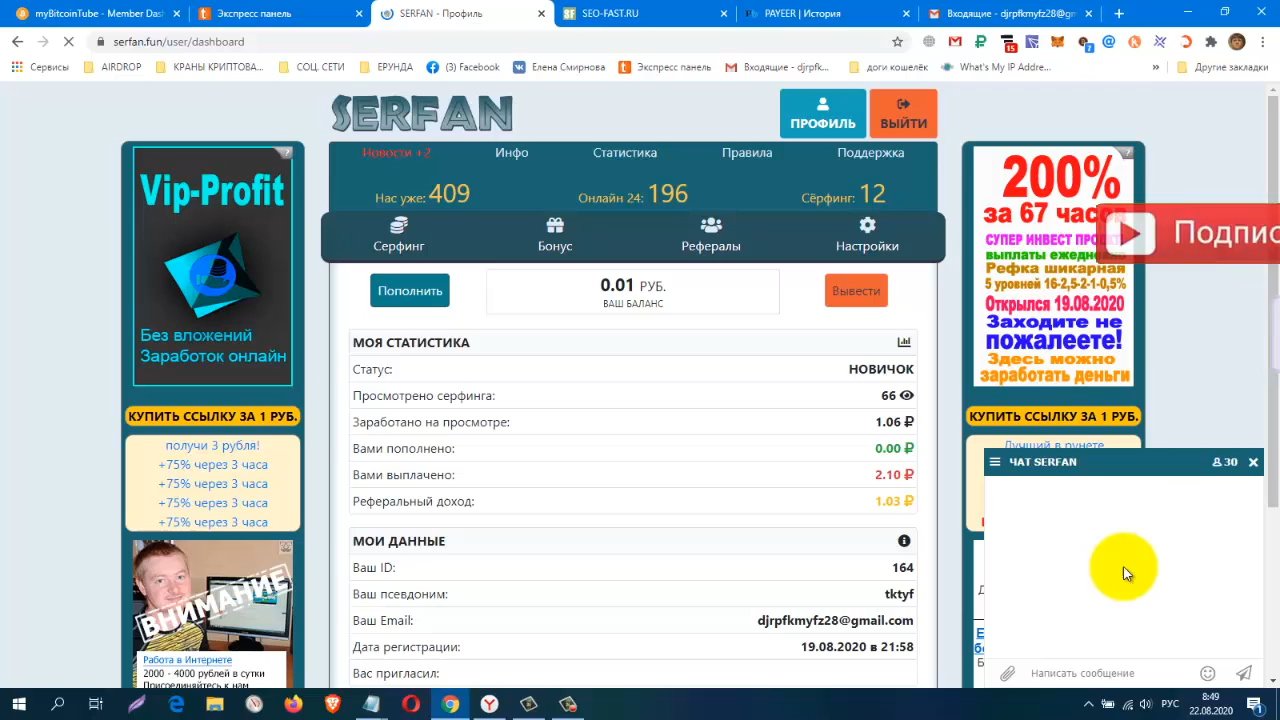 myBitcoinTube - Member Das
Экспресс панель
SERFAN - Профиль
SEO-FAST.RU
PAYEER | История
Входящие - djrpfkmyfz28@gm
serfan.fun/user/dashboard
Сервисы
AIRDROP
КРАНЫ КРИПТОВА...
СОЦ. СЕТИ
ЕРУНДА
(3) Facebook
Елена Смирнова
Экспресс панель
Входящие - djrpfk...
доги кошелёк
What's My IP Addre...
»
Другие закладки
SERFAN
ПРОФИЛЬ
ВЫЙТИ
Новости +2
Инфо
Статистика
Правила
Поддержка
Нас уже: 409
Онлайн 24: 196
Сёрфинг: 12
Серфинг
Бонус
Рефералы
Настройки
Пополнить
0.01 РУБ.
ВАШ БАЛАНС
Вывести
МОЯ СТАТИСТИКА
Статус: НОВИЧОК
Просмотрено серфинга: 66
Заработано на просмотре: 1.06 ₽
Вами пополнено: 0.00 ₽
Вами выплачено: 2.10 ₽
Реферальный доход: 1.03 ₽
МОИ ДАННЫЕ
Ваш ID: 164
Ваш псевдоним: tktyf
Ваш Email: djrpfkmyfz28@gmail.com
Дата регистрации: 19.08.2020 в 21:58
Вас пригласил:
Vip-Profit
Без вложений
Заработок онлайн
КУПИТЬ ССЫЛКУ ЗА 1 РУБ.
получи 3 рубля!
+75% через 3 часа
+75% через 3 часа
+75% через 3 часа
+75% через 3 часа
ВНИМАНИЕ
Работа в Интернете
2000 - 4000 рублей в сутки
Присоединяйтесь к нам
200%
за 67 часов
СУПЕР ИНВЕСТ ПРОЕКТ
выплаты ежедневно
Рефка шикарная
5 уровней 16-2,5-2-1-0,5%
Открылся 19.08.2020
Заходите не
пожалеете!
Здесь можно
заработать деньги
Подпис
КУПИТЬ ССЫЛКУ ЗА 1 РУБ.
Лучший в рунете
ЧАТ SERFAN
30
Написать сообщение
РУС
8:49
22.08.2020